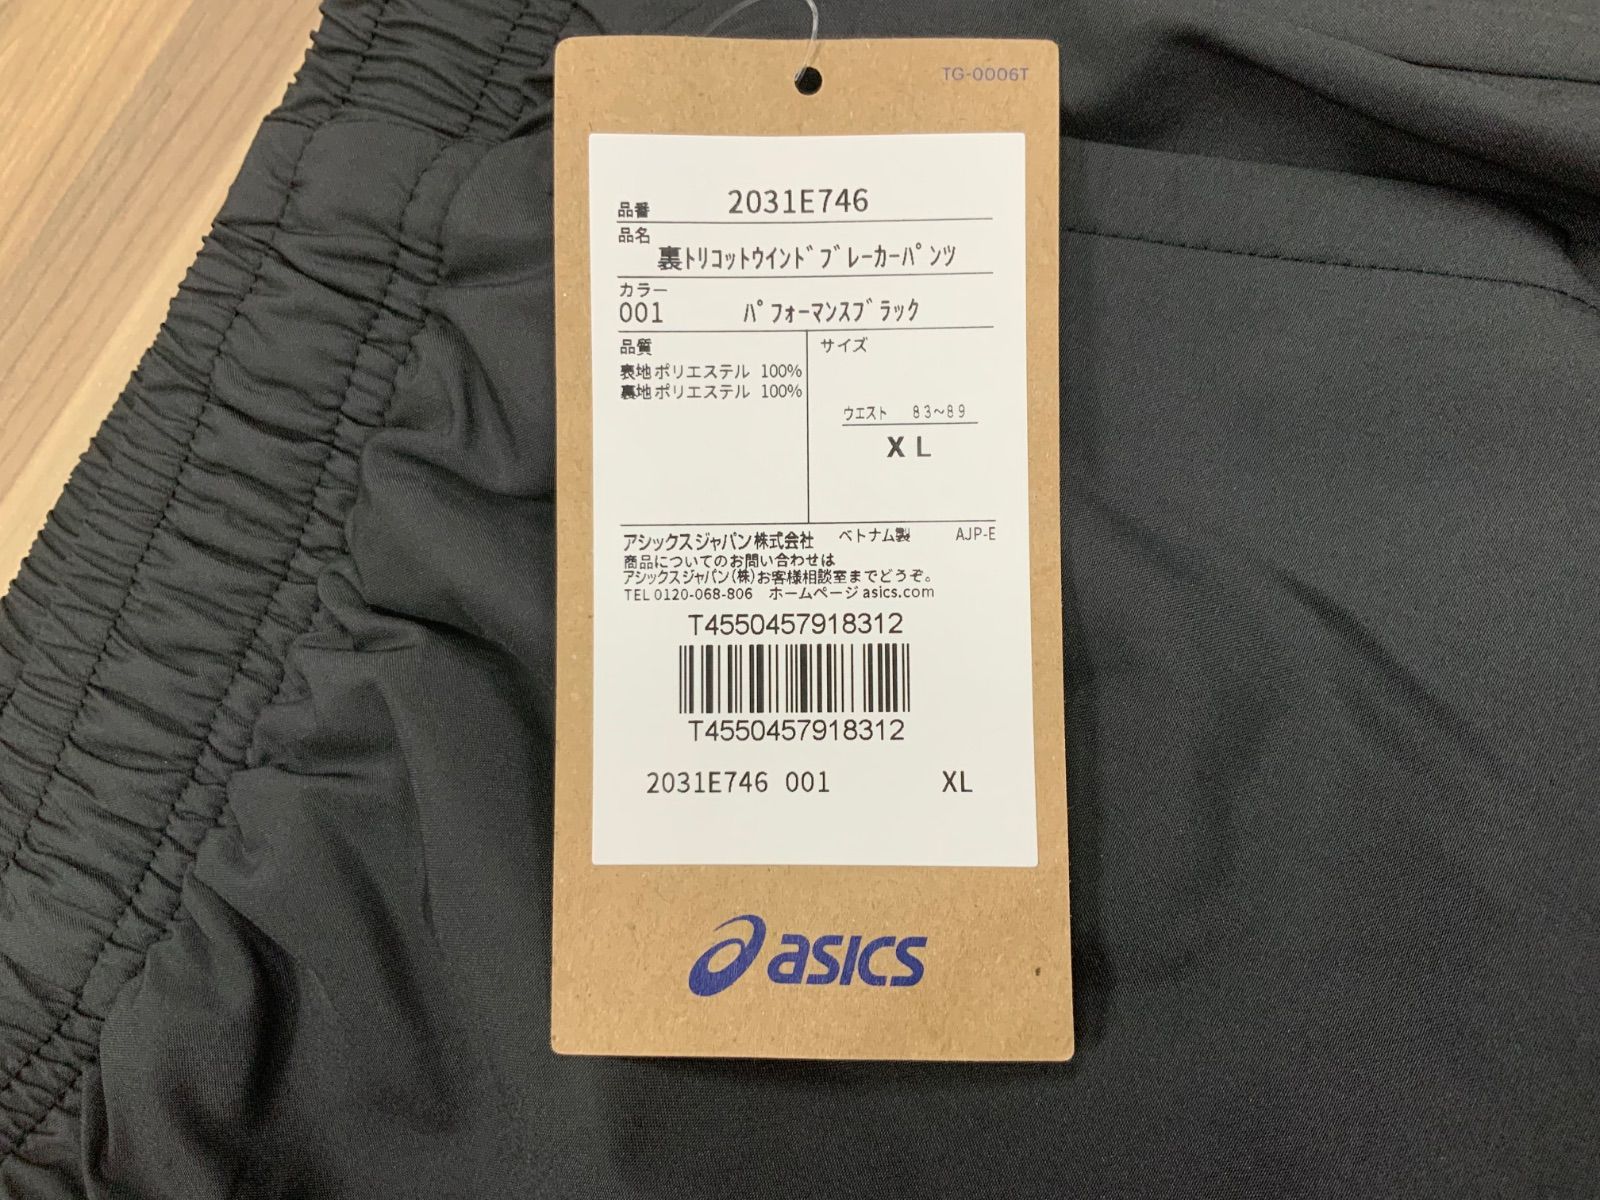 TG-0006T
品番 2031E746
品名
裏ﾄﾘｺｯﾄｳｲﾝﾄﾞﾌﾞﾚｰｶｰﾊﾟﾝﾂ
カラー
001 ﾊﾟﾌｫｰﾏﾝｽﾌﾞﾗｯｸ
品質 サイズ
表地 ポリエステル 100%
裏地 ポリエステル 100%
ウエスト 83～89
XL
アシックスジャパン株式会社 ベトナム製 AJP-E
商品についてのお問い合わせは
アシックスジャパン(株)お客様相談室までどうぞ。
TEL 0120-068-806 ホームページ asics.com
T4550457918312
T4550457918312
2031E746 001 XL
asics